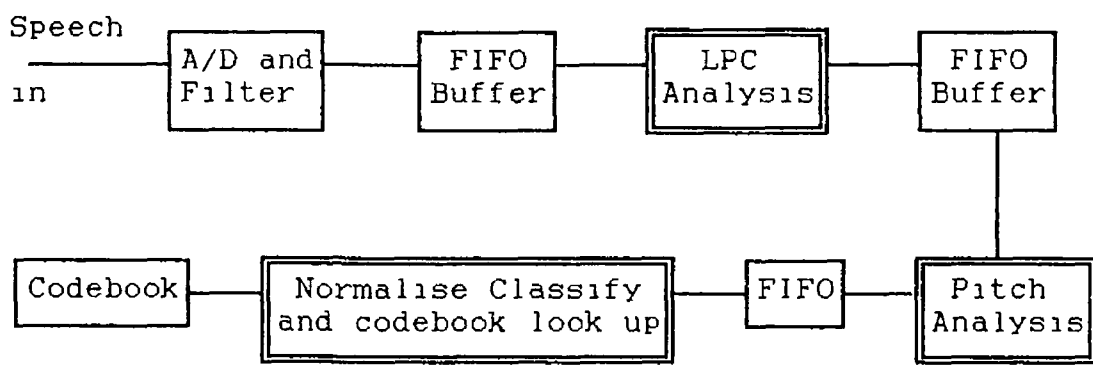 Speech
in
A/D and
Filter
FIFO
Buffer
LPC
Analysis
FIFO
Buffer
Codebook
Normalise Classify
and codebook look up
FIFO
Pitch
Analysis